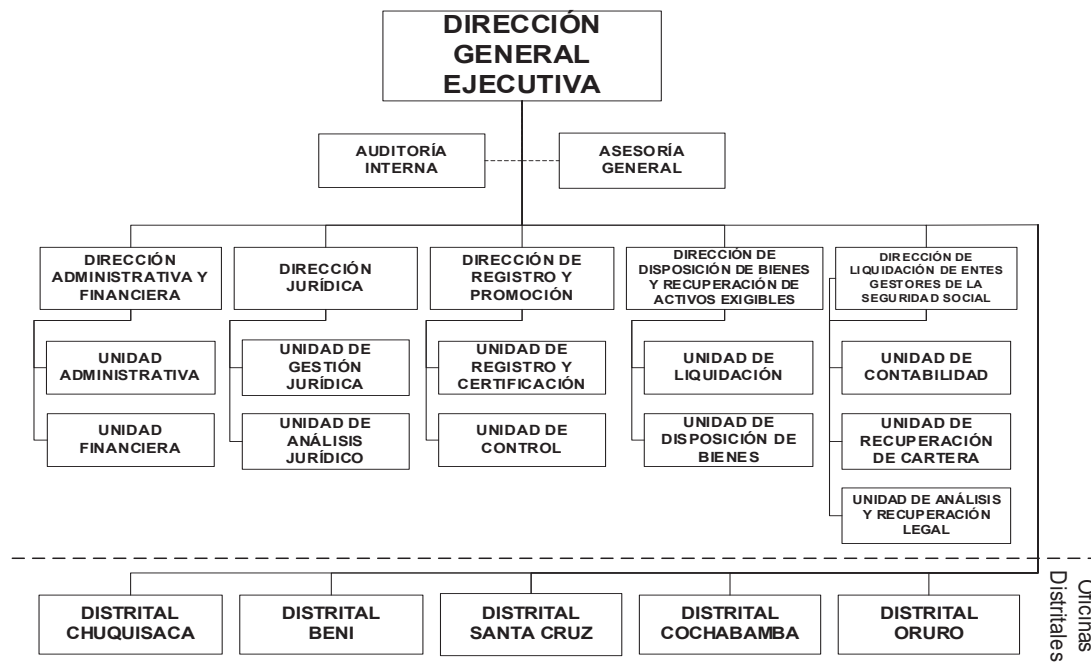 DIRECCIÓN
GENERAL
EJECUTIVA
AUDITORÍA
INTERNA
ASESORÍA
GENERAL
DIRECCIÓN
ADMINISTRATIVA Y
FINANCIERA
DIRECCIÓN
JURÍDICA
DIRECCIÓN DE
REGISTRO Y
PROMOCIÓN
DIRECCIÓN DE
DISPOSICIÓN DE BIENES
Y RECUPERACIÓN DE
ACTIVOS EXIGIBLES
DIRECCIÓN DE
LIQUIDACIÓN DE ENTES
GESTORES DE LA
SEGURIDAD SOCIAL
UNIDAD
ADMINISTRATIVA
UNIDAD DE
GESTIÓN
JURÍDICA
UNIDAD DE
REGISTRO Y
CERTIFICACIÓN
UNIDAD DE
LIQUIDACIÓN
UNIDAD DE
CONTABILIDAD
UNIDAD
FINANCIERA
UNIDAD DE
ANÁLISIS
JURÍDICO
UNIDAD DE
CONTROL
UNIDAD DE
DISPOSICIÓN DE
BIENES
UNIDAD DE
RECUPERACIÓN
DE CARTERA
UNIDAD DE ANÁLISIS
Y RECUPERACIÓN
LEGAL
Oficinas
Distritales
DISTRITAL
CHUQUISACA
DISTRITAL
BENI
DISTRITAL
SANTA CRUZ
DISTRITAL
COCHABAMBA
DISTRITAL
ORURO